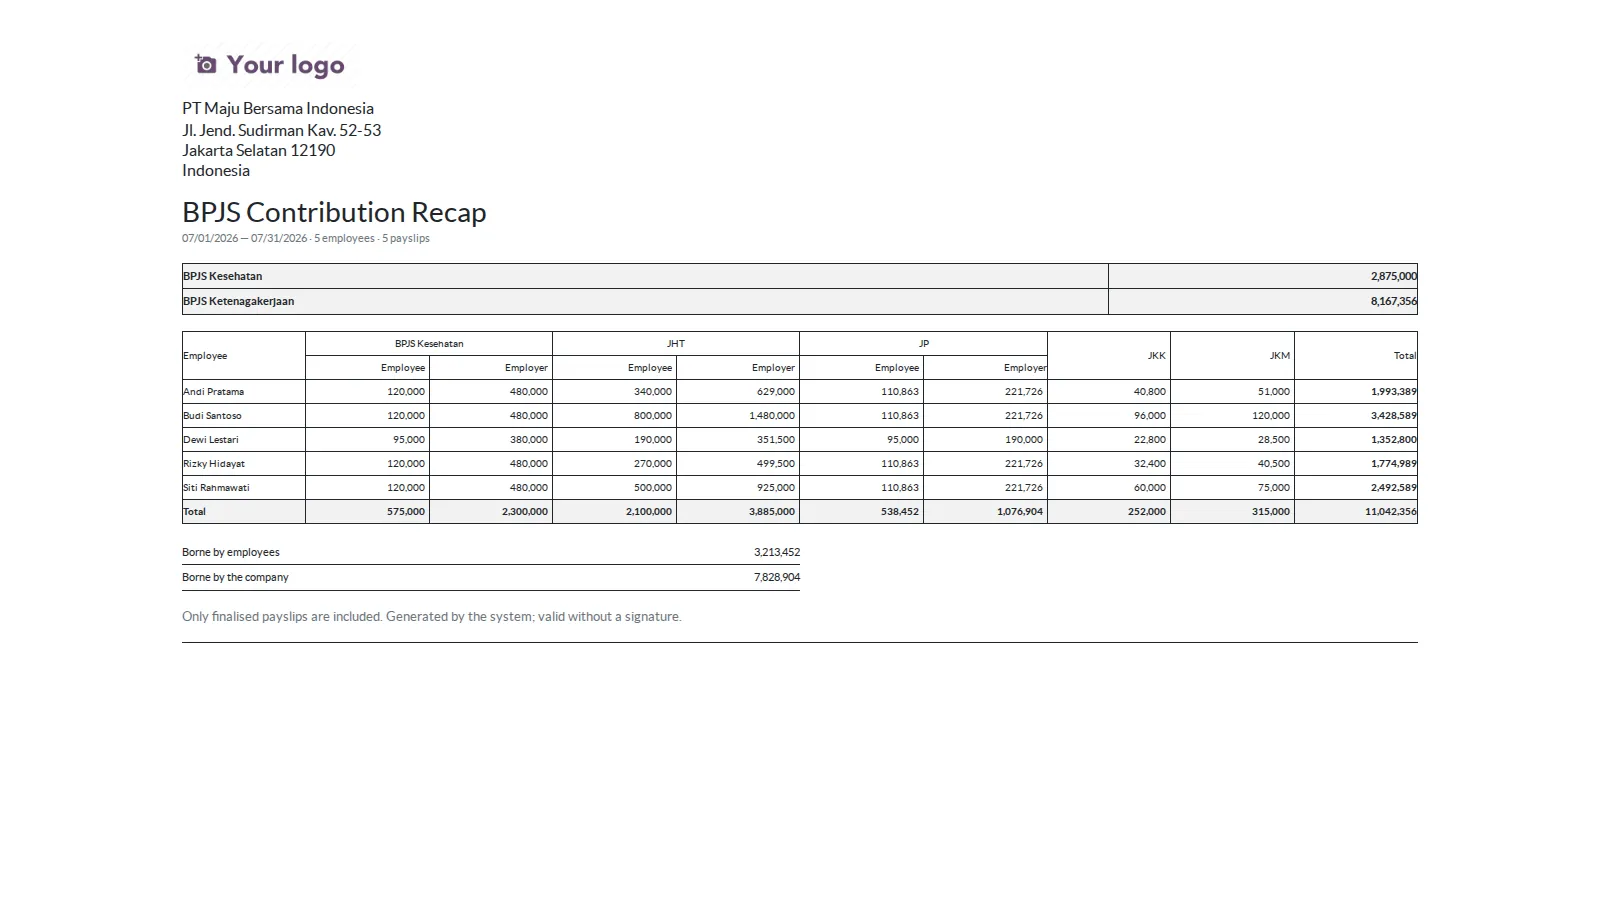 Your logo
PT Maju Bersama Indonesia
Jl. Jend. Sudirman Kav. 52-53
Jakarta Selatan 12190
Indonesia
BPJS Contribution Recap
07/01/2026 — 07/31/2026 · 5 employees · 5 payslips
BPJS Kesehatan 2,875,000
BPJS Ketenagakerjaan 8,167,356
Employee BPJS Kesehatan JHT JP JKK JKM Total
Employee Employer Employee Employer Employee Employer
Andi Pratama 120,000 480,000 340,000 629,000 110,863 221,726 40,800 51,000 1,993,389
Budi Santoso 120,000 480,000 800,000 1,480,000 110,863 221,726 96,000 120,000 3,428,589
Dewi Lestari 95,000 380,000 190,000 351,500 95,000 190,000 22,800 28,500 1,352,800
Rizky Hidayat 120,000 480,000 270,000 499,500 110,863 221,726 32,400 40,500 1,774,989
Siti Rahmawati 120,000 480,000 500,000 925,000 110,863 221,726 60,000 75,000 2,492,589
Total 575,000 2,300,000 2,100,000 3,885,000 538,452 1,076,904 252,000 315,000 11,042,356
Borne by employees 3,213,452
Borne by the company 7,828,904
Only finalised payslips are included. Generated by the system; valid without a signature.